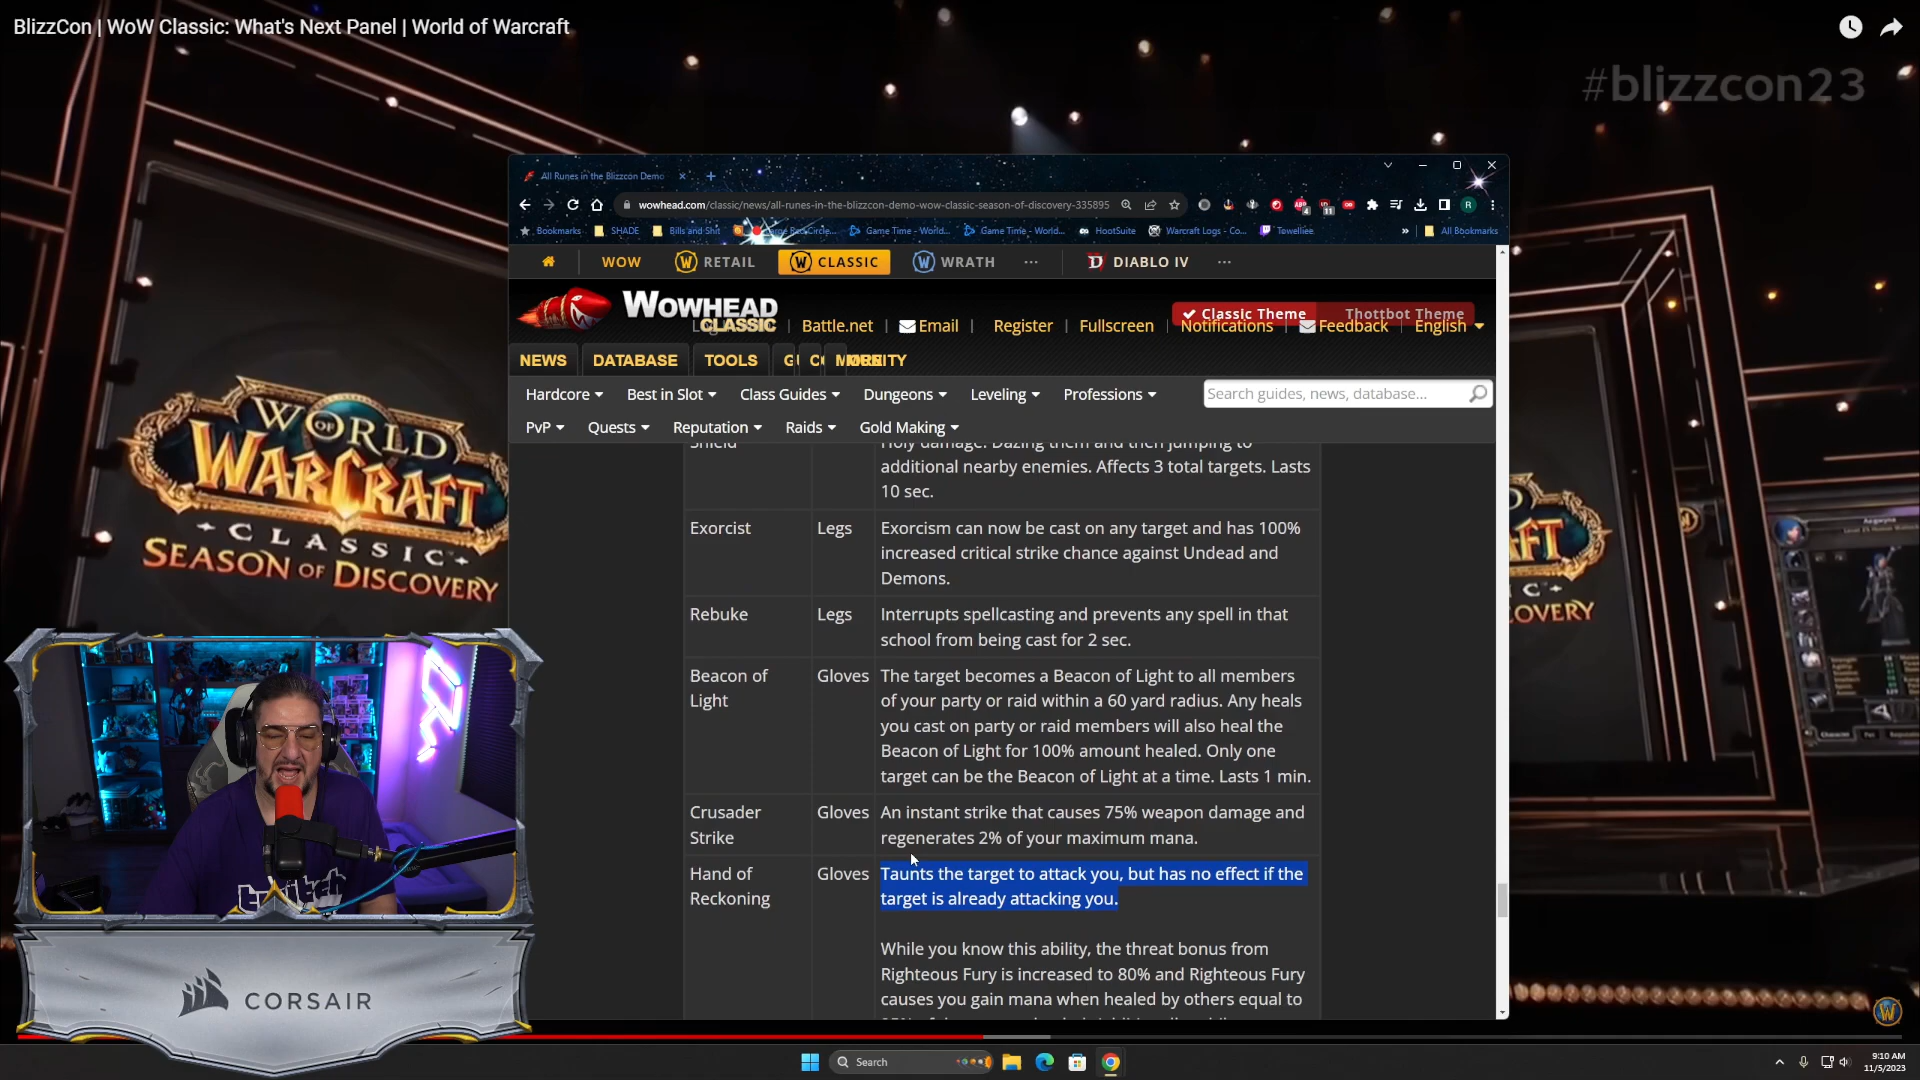 BlizzCon | WoW Classic: What's Next Panel | World of Warcraft
#blizzcon23
All Runes in the Blizzcon Demo
wowhead.com/classic/news/all-runes-in-the-blizzcon-demo-wow-classic-season-of-discovery-335895
Bookmarks SHADE Bills and Shit Game Time - World... Game Time - World... HootSuite Warcraft Logs - Co... Towelliee All Bookmarks
WOW RETAIL CLASSIC WRATH ... DIABLO IV ...
WOWHEAD
CLASSIC
Classic Theme Thottbot Theme
Battle.net | Email | Register | Fullscreen | Notifications Feedback English
NEWS DATABASE TOOLS
Hardcore Best in Slot Class Guides Dungeons Leveling Professions
Search guides, news, database...
PvP Quests Reputation Raids Gold Making
Shield Holy damage. Dazing them and then jumping to
additional nearby enemies. Affects 3 total targets. Lasts
10 sec.
Exorcist Legs Exorcism can now be cast on any target and has 100%
increased critical strike chance against Undead and
Demons.
Rebuke Legs Interrupts spellcasting and prevents any spell in that
school from being cast for 2 sec.
Beacon of Gloves The target becomes a Beacon of Light to all members
Light of your party or raid within a 60 yard radius. Any heals
you cast on party or raid members will also heal the
Beacon of Light for 100% amount healed. Only one
target can be the Beacon of Light at a time. Lasts 1 min.
Crusader Gloves An instant strike that causes 75% weapon damage and
Strike regenerates 2% of your maximum mana.
Hand of Gloves Taunts the target to attack you, but has no effect if the
Reckoning target is already attacking you.
While you know this ability, the threat bonus from
Righteous Fury is increased to 80% and Righteous Fury
causes you gain mana when healed by others equal to
WORLD
OF
WARCRAFT
CLASSIC
SEASON OF DISCOVERY
CORSAIR
Search
9:10 AM
11/5/2023